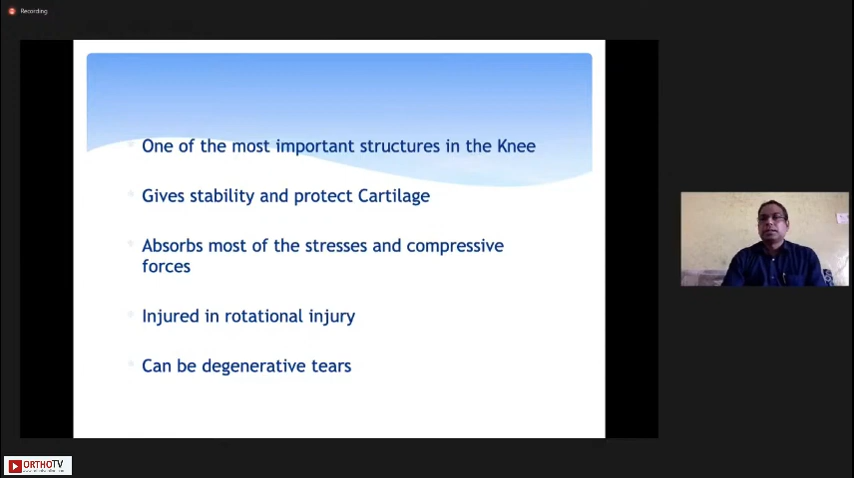 Recording
One of the most important structures in the Knee
Gives stability and protect Cartilage
Absorbs most of the stresses and compressive
forces
Injured in rotational injury
Can be degenerative tears
ORTHOTV